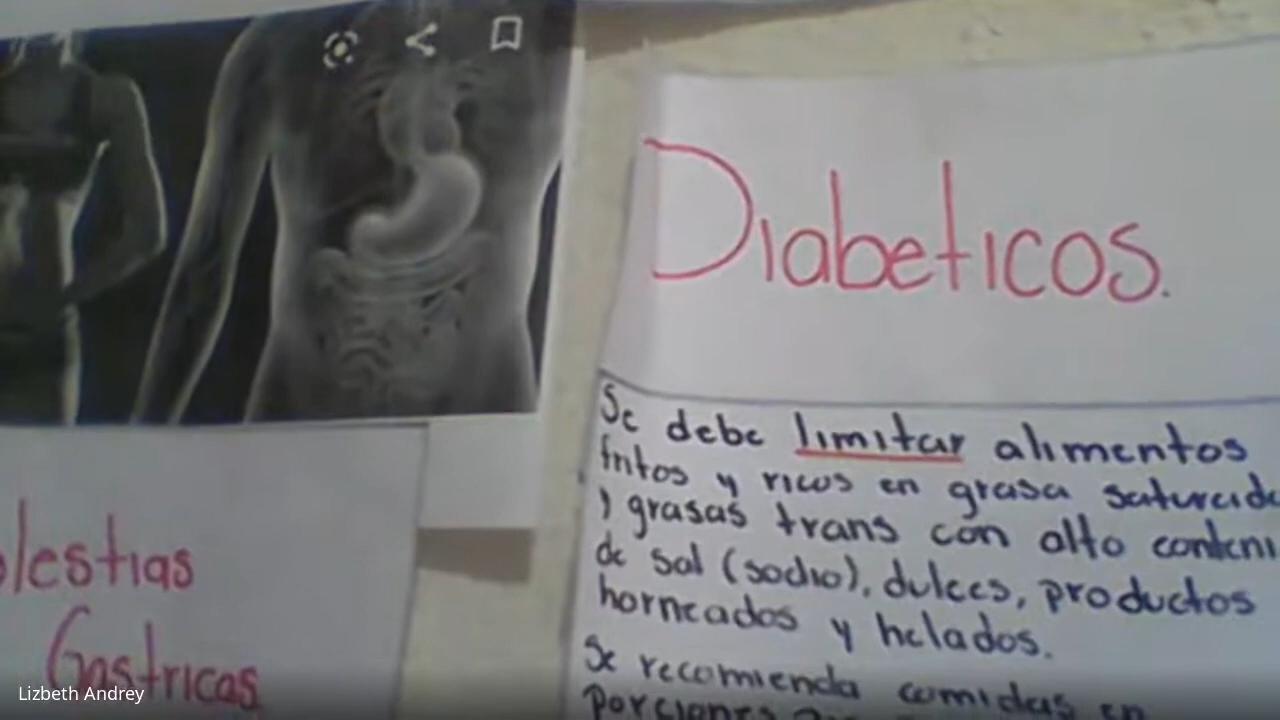 Diabeticos.
Se debe limitar alimentos
fritos y ricos en grasa
y grasas trans con alto
de sal (sodio), dulces, productos
horneados y helados.
Se recomienda comidas en
Gastricas
Lizbeth Andrey